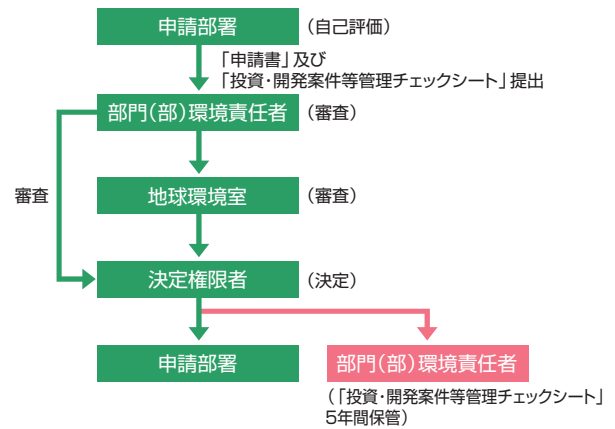 申請部署 (自己評価)
「申請書」及び
「投資・開発案件等管理チェックシート」提出
部門(部)環境責任者 (審査)
審査
地球環境室 (審査)
決定権限者 (決定)
申請部署 部門(部)環境責任者
(「投資・開発案件等管理チェックシート」
5年間保管)